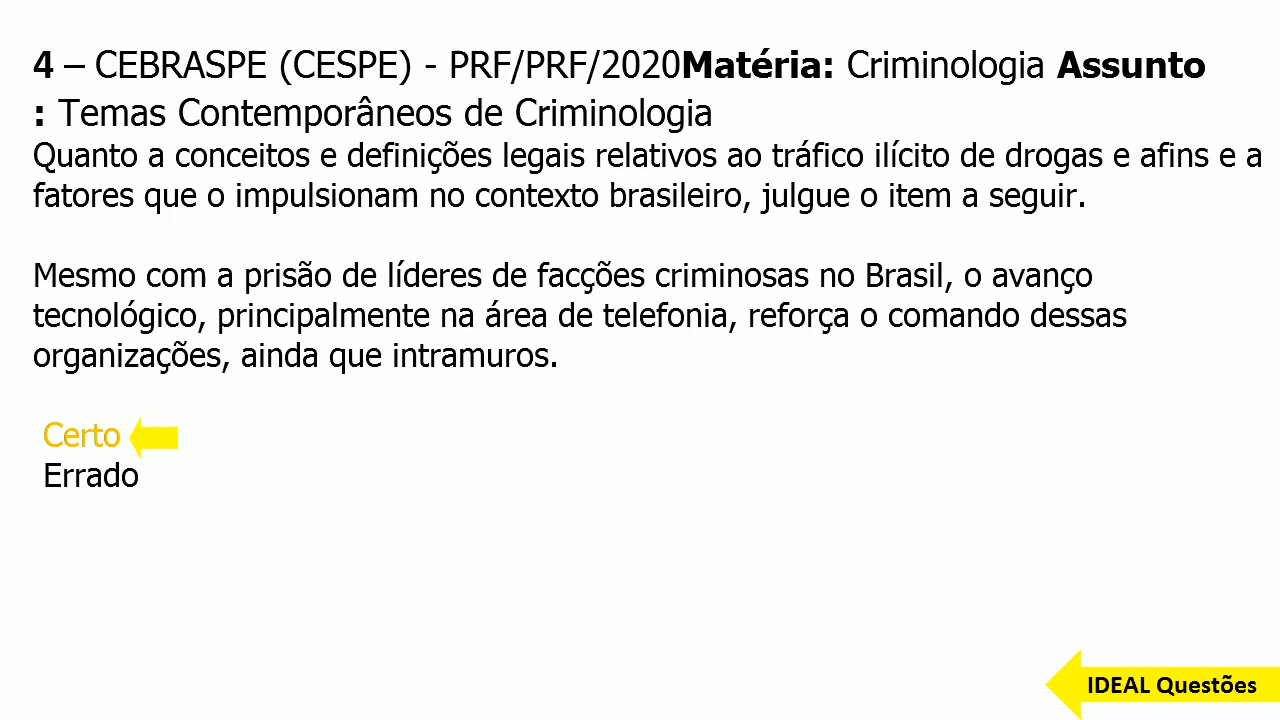 4 – CEBRASPE (CESPE) - PRF/PRF/2020Matéria: Criminologia Assunto
: Temas Contemporâneos de Criminologia
Quanto a conceitos e definições legais relativos ao tráfico ilícito de drogas e afins e a
fatores que o impulsionam no contexto brasileiro, julgue o item a seguir.
Mesmo com a prisão de líderes de facções criminosas no Brasil, o avanço
tecnológico, principalmente na área de telefonia, reforça o comando dessas
organizações, ainda que intramuros.
Certo
Errado
IDEAL Questões